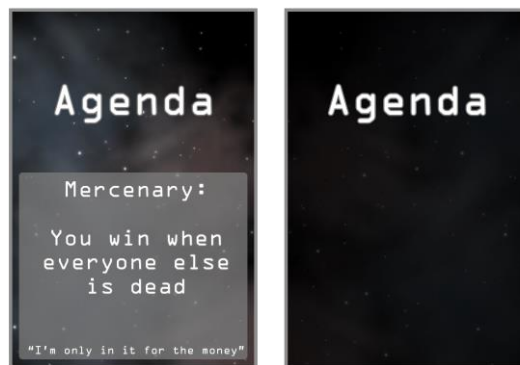 Agenda
Mercenary:
You win when
everyone else
is dead
"I'm only in it for the money"
Agenda